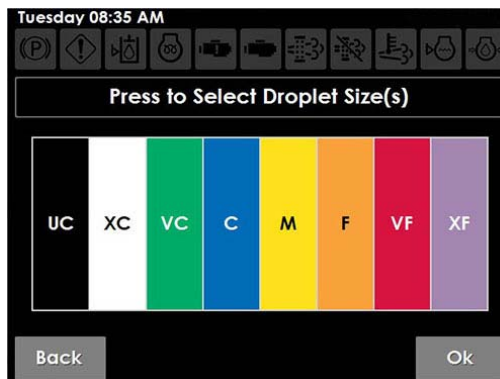 Tuesday 08:35 AM
Press to Select Droplet Size(s)
UC XC VC C M F VF XF
Back Ok